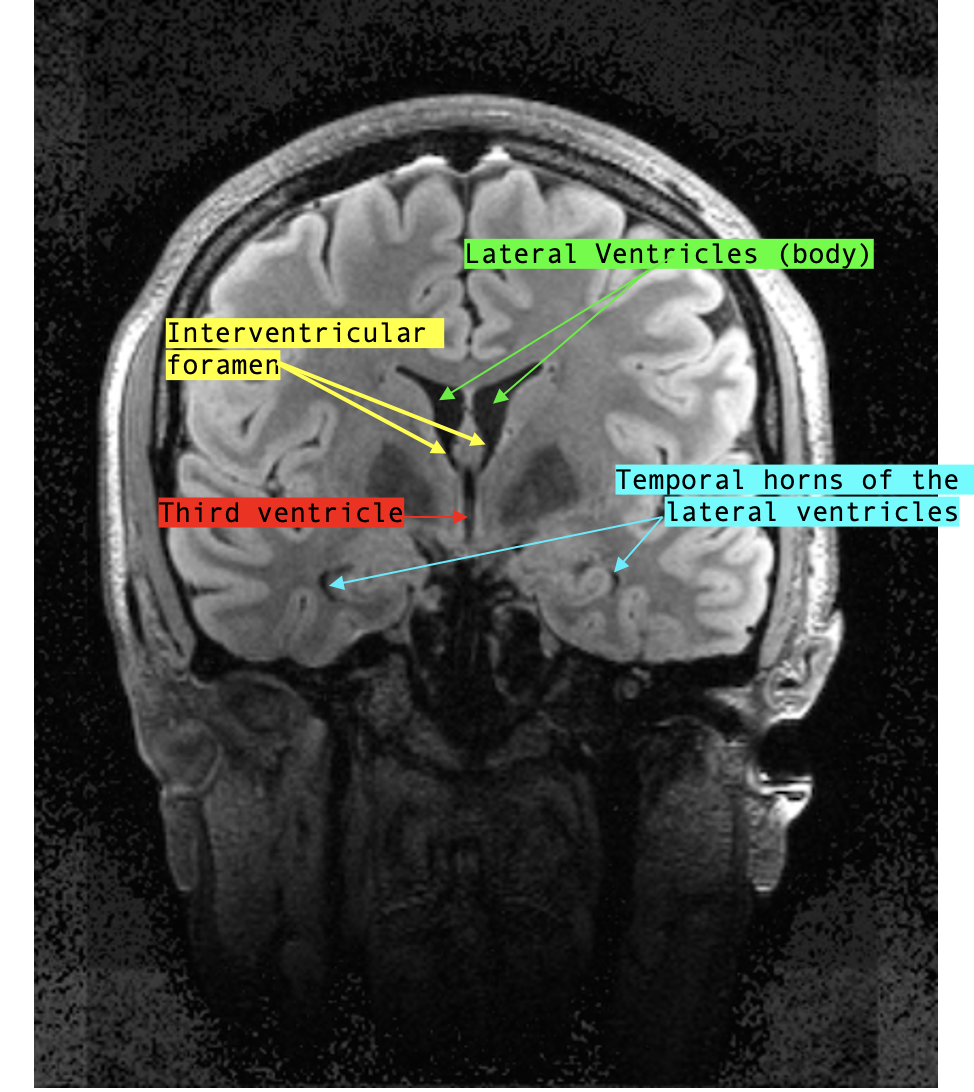 Lateral Ventricles (body)
Interventricular
foramen
Temporal horns of the
lateral ventricles
Third ventricle